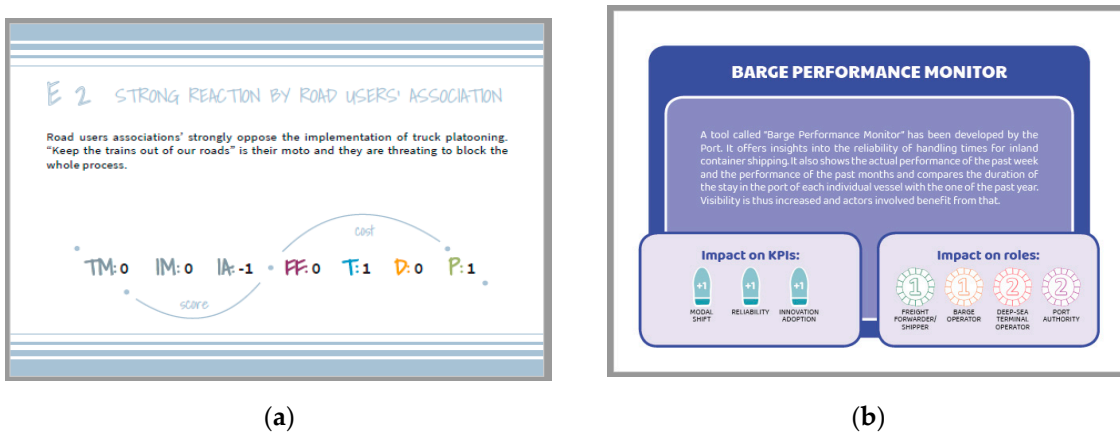 E 2 STRONG REACTION BY ROAD USERS' ASSOCIATION
Road users associations' strongly oppose the implementation of truck platooning.
"Keep the trains out of our roads" is their moto and they are threating to block the
whole process.
cost
TM: 0 IM: 0 IA: -1 FF: 0 T: 1 D: 0 P: 1
score
(a)
BARGE PERFORMANCE MONITOR
A tool called "Barge Performance Monitor" has been developed by the
Port. It offers insights into the reliability of handling times for inland
container shipping. It also shows the actual performance of the past week
and the performance of the past months and compares the duration of
the stay in the port of each individual vessel with the one of the past year.
Visibility is thus increased and actors involved benefit from that.
Impact on KPIs:
+1 +1 +1
MODAL SHIFT
RELIABILITY
INNOVATION ADOPTION
Impact on roles:
1 1 2 2
FREIGHT FORWARDER/ SHIPPER
BARGE OPERATOR
DEEP-SEA TERMINAL OPERATOR
PORT AUTHORITY
(b)